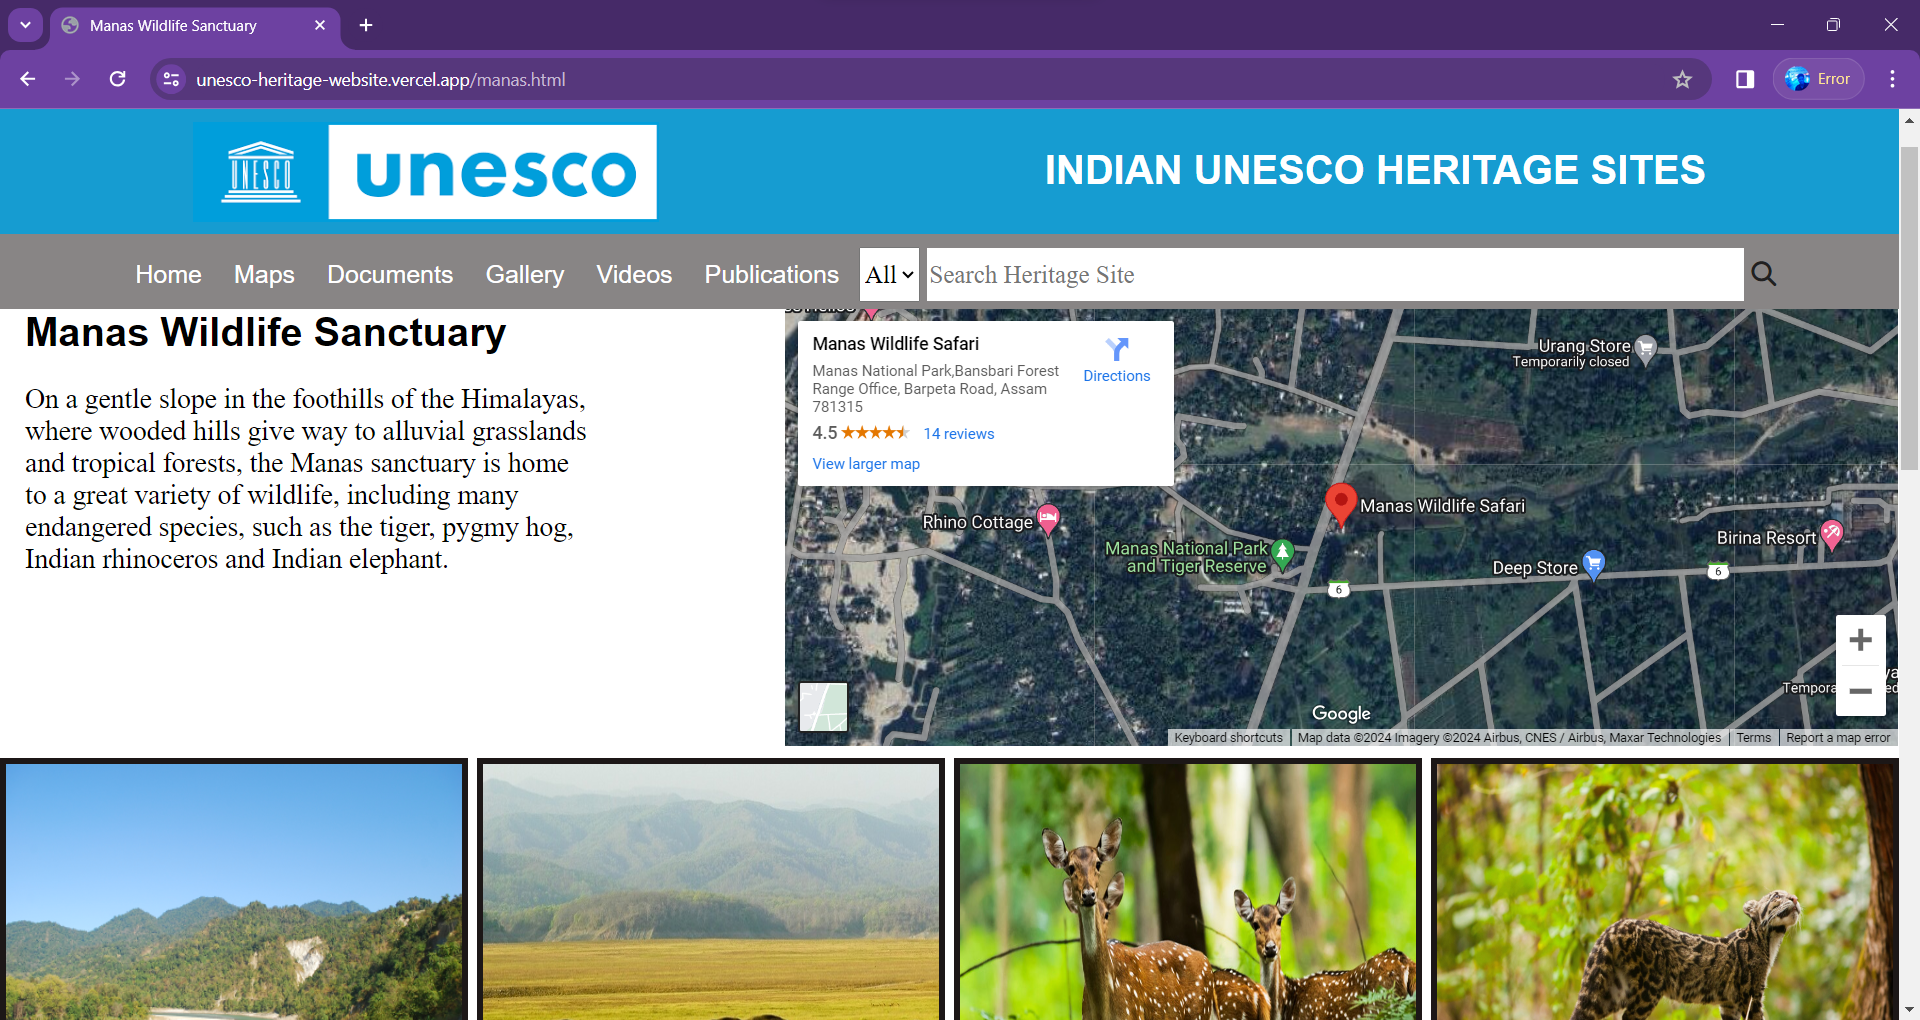 Manas Wildlife Sanctuary
unesco-heritage-website.vercel.app/manas.html
Error
UNESCO
unesco
INDIAN UNESCO HERITAGE SITES
Home Maps Documents Gallery Videos Publications All Search Heritage Site
Manas Wildlife Sanctuary
On a gentle slope in the foothills of the Himalayas,
where wooded hills give way to alluvial grasslands
and tropical forests, the Manas sanctuary is home
to a great variety of wildlife, including many
endangered species, such as the tiger, pygmy hog,
Indian rhinoceros and Indian elephant.
Manas Wildlife Safari
Directions
Manas National Park,Bansbari Forest
Range Office, Barpeta Road, Assam
781315
4.5 14 reviews
View larger map
Urang Store
Temporarily closed
Rhino Cottage
Manas Wildlife Safari
Manas National Park
and Tiger Reserve
Birina Resort
Deep Store
6
6
Google
Keyboard shortcuts Map data ©2024 Imagery ©2024 Airbus, CNES / Airbus, Maxar Technologies Terms Report a map error